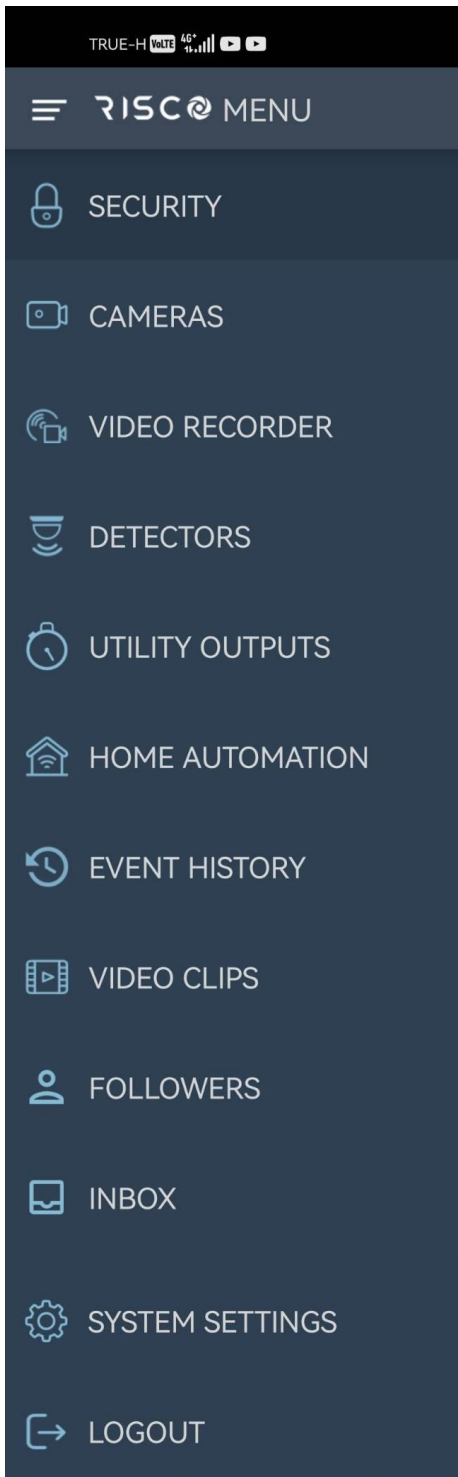 TRUE-H VoLTE 4G+
RISCO MENU
SECURITY
CAMERAS
VIDEO RECORDER
DETECTORS
UTILITY OUTPUTS
HOME AUTOMATION
EVENT HISTORY
VIDEO CLIPS
FOLLOWERS
INBOX
SYSTEM SETTINGS
LOGOUT